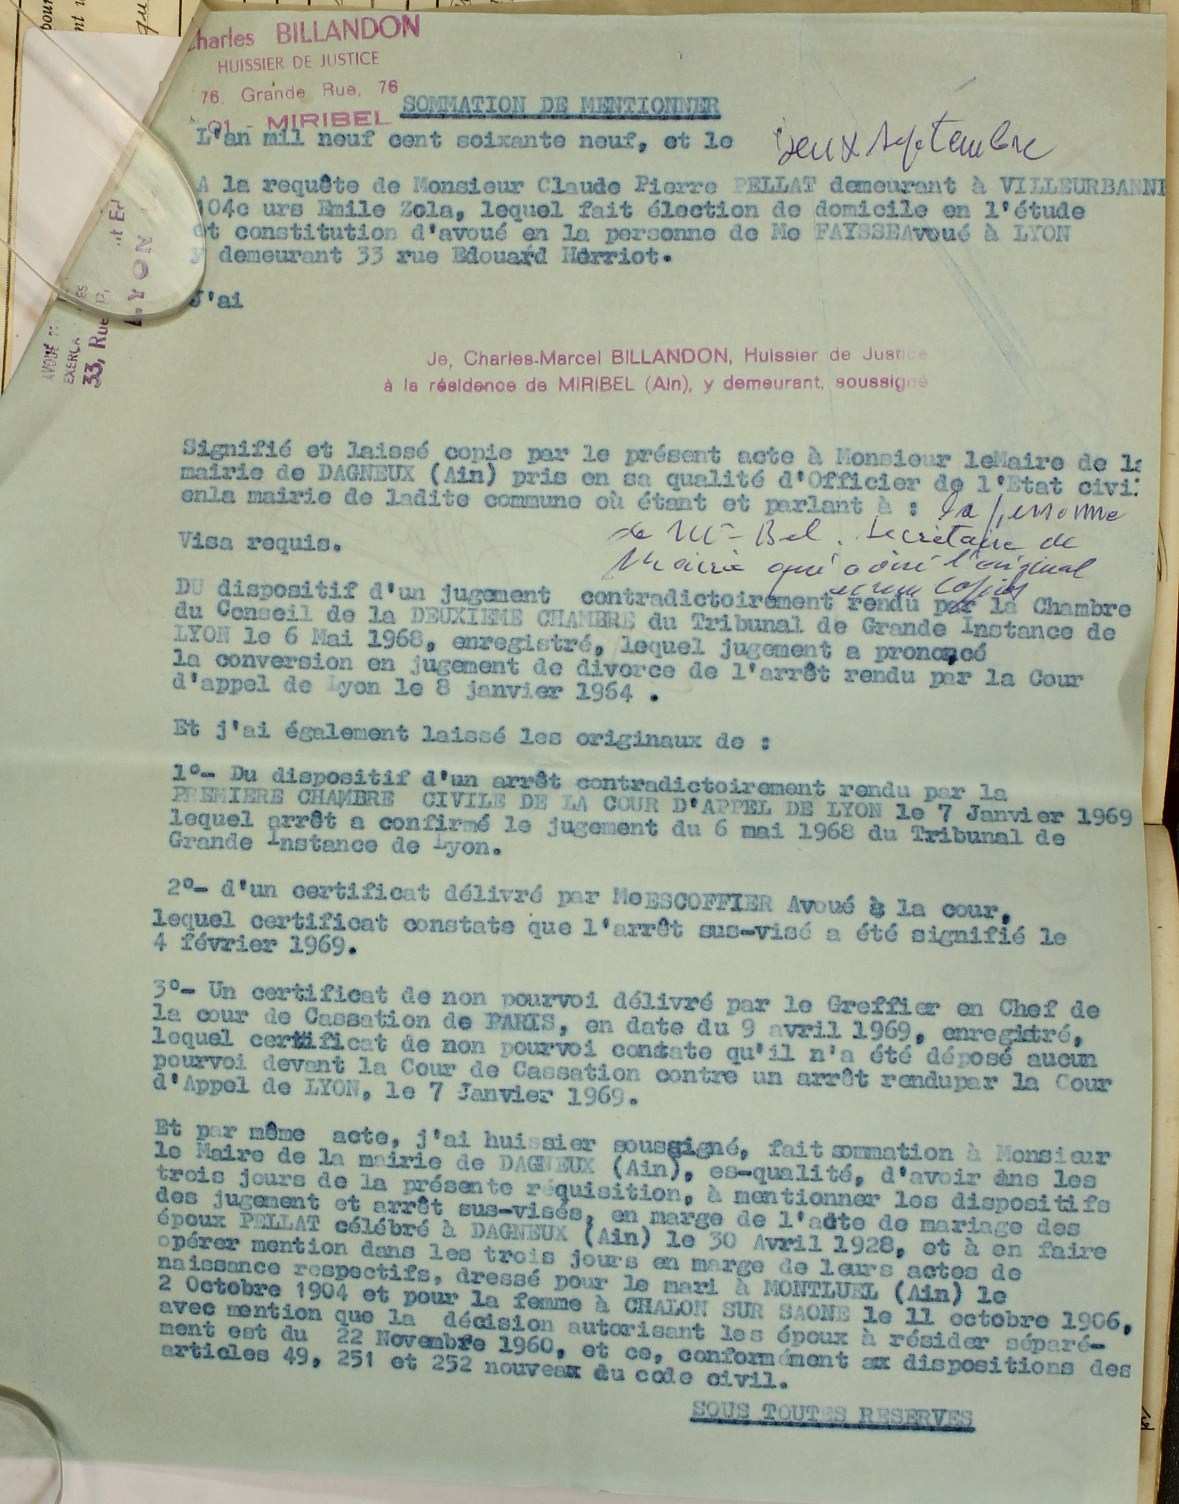 Charles BILLANDON
HUISSIER DE JUSTICE
76, Grande Rue, 76
01 - MIRIBEL
SOMMATION DE MENTIONNER
L'an mil neuf cent soixante neuf, et le deux septembre
A la requête de Monsieur Claude Pierre PELLAT demeurant à VILLEURBANNE
104c urs Emile Zola, lequel fait élection de domicile en l'étude
et constitution d'avoué en la personne de Me FAYSSEAvoué à LYON
y demeurant 33 rue Edouard Herriot.
J'ai
LYON
33, Rue
Je, Charles-Marcel BILLANDON, Huissier de Justice
à la résidence de MIRIBEL (Ain), y demeurant, soussigné
Signifié et laissé copie par le présent acte à Monsieur leMaire de la
mairie de DAGNEUX (Ain) pris en sa qualité d'Officier de l'Etat civil
enla mairie de ladite commune où étant et parlant à : la personne
de Me Bel, Secrétaire de
Mairie qui a visé l'original
Visa requis.
DU dispositif d'un jugement contradictoirement rendu par la Chambre
du Conseil de la DEUXIEME CHAMBRE du Tribunal de Grande Instance de
LYON le 6 Mai 1968, enregistré, lequel jugement a prononcé
la conversion en jugement de divorce de l'arrêt rendu par la Cour
d'appel de Lyon le 8 janvier 1964 .
Et j'ai également laissé les originaux de :
1°- Du dispositif d'un arrêt contradictoirement rendu par la
PREMIERE CHAMBRE CIVILE DE LA COUR D'APPEL DE LYON le 7 Janvier 1969
lequel arrêt a confirmé le jugement du 6 mai 1968 du Tribunal de
Grande Instance de Lyon.
2°- d'un certificat délivré par MeESCOFFIER Avoué à la cour,
lequel certificat constate que l'arrêt sus-visé a été signifié le
4 février 1969.
3°- Un certificat de non pourvoi délivré par le Greffier en Chef de
la cour de Cassation de PARIS, en date du 9 avril 1969, enregistré,
lequel certificat de non pourvoi constate qu'il n'a été déposé aucun
pourvoi devant la Cour de Cassation contre un arrêt rendupar la Cour
d'Appel de LYON, le 7 Janvier 1969.
Et par même acte, j'ai huissier soussigné, fait sommation à Monsieur
le Maire de la mairie de DAGNEUX (Ain), es-qualité, d'avoir dns les
trois jours de la présente réquisition, à mentionner les dispositifs
des jugement et arrêt sus-visés, en marge de l'acte de mariage des
époux PELLAT célébré à DAGNEUX (Ain) le 30 Avril 1928, et à en faire
opérer mention dans les trois jours en marge de leurs actes de
naissance respectifs, dressé pour le mari à MONTLUEL (Ain) le
2 Octobre 1904 et pour la femme à CHALON SUR SAONE le 11 octobre 1906,
avec mention que la décision autorisant les époux à résider séparé-
ment est du 22 Novembre 1960, et ce, conformément ax dispositions des
articles 49, 251 et 252 nouveax du code civil.
SOUS TOUTES RESERVES